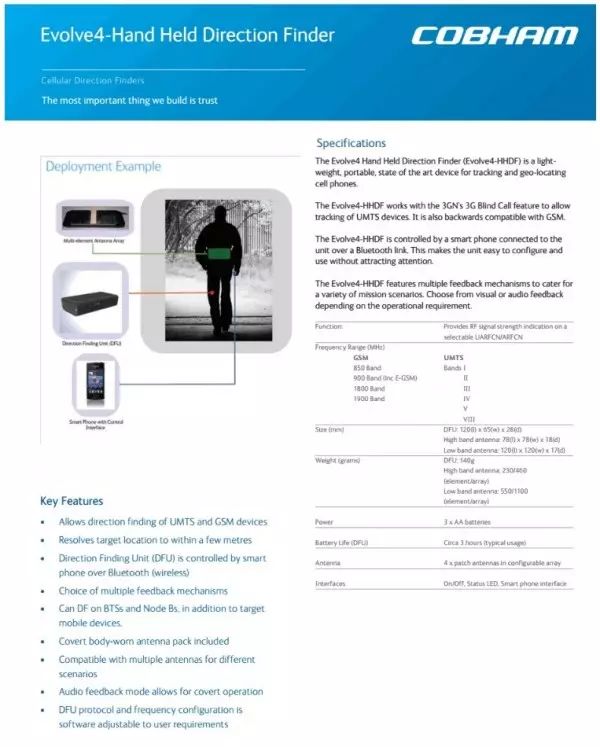 Evolve4-Hand Held Direction Finder
COBHAM
Cellular Direction Finders
The most important thing we build is trust
Deployment Example
Multi-element Antenna Array
Direction Finding Unit (DFU)
Smart Phone with Control
Interface
Key Features
• Allows direction finding of UMTS and GSM devices
• Resolves target location to within a few metres
• Direction Finding Unit (DFU) is controlled by smart
phone over Bluetooth (wireless)
• Choice of multiple feedback mechanisms
• Can DF on BTSs and Node Bs, in addition to target
mobile devices.
• Covert body-worn antenna pack included
• Compatible with multiple antennas for different
scenarios
• Audio feedback mode allows for covert operation
• DFU protocol and frequency configuration is
software adjustable to user requirements
Specifications
The Evolve4 Hand Held Direction Finder (Evolve4-HHDF) is a light-
weight, portable, state of the art device for tracking and geo-locating
cell phones.
The Evolve4-HHDF works with the 3GN's 3G Blind Call feature to allow
tracking of UMTS devices. It is also backwards compatible with GSM.
The Evolve4-HHDF is controlled by a smart phone connected to the
unit over a Bluetooth link. This makes the unit easy to configure and
use without attracting attention.
The Evolve4-HHDF features multiple feedback mechanisms to cater for
a variety of mission scenarios. Choose from visual or audio feedback
depending on the operational requirement.
Function: Provides RF signal strength indication on a
selectable UARFCN/ARFCN
Frequency Range (MHz)
GSM UMTS
850 Band Bands I
900 Band (Inc E-GSM) II
1800 Band III
1900 Band IV
V
VIII
Size (mm) DFU: 120(l) x 65(w) x 28(d)
High band antenna: 78(l) x 78(w) x 18(d)
Low band antenna: 120(l) x 120(w) x 17(d)
Weight (grams) DFU: 140g
High band antenna: 230/460
(element/array)
Low band antenna: 550/1100
(element/array)
Power 3 x AA batteries
Battery Life (DFU) Circa 3 hours (typical usage)
Antenna 4 x patch antennas in configurable array
Interfaces On/Off, Status LED, Smart phone interface